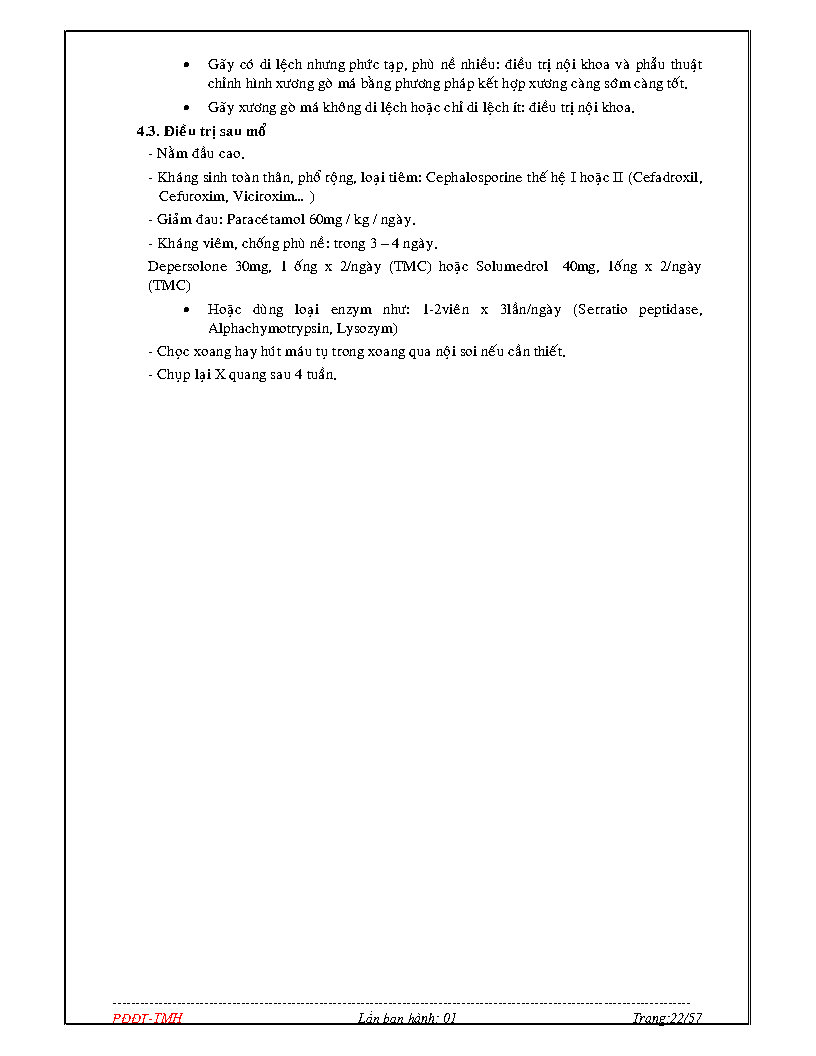 • Gãy có di lệch nhưng phức tạp, phù nề nhiều: điều trị nội khoa và phẫu thuật
chỉnh hình xương gò má bằng phương pháp kết hợp xương càng sớm càng tốt.
• Gãy xương gò má không di lệch hoặc chỉ di lệch ít: điều trị nội khoa.
4.3. Điều trị sau mổ
- Nằm đầu cao.
- Kháng sinh toàn thân, phổ rộng, loại tiêm: Cephalosporine thế hệ I hoặc II (Cefadroxil,
Cefuroxim, Viciroxim… )
- Giảm đau: Paracétamol 60mg / kg / ngày.
- Kháng viêm, chống phù nề: trong 3 – 4 ngày.
Depersolone 30mg, 1 ống x 2/ngày (TMC) hoặc Solumedrol 40mg, 1ống x 2/ngày
(TMC)
• Hoặc dùng loại enzym như: 1-2viên x 3lần/ngày (Serratio peptidase,
Alphachymotrypsin, Lysozym)
- Chọc xoang hay hút máu tụ trong xoang qua nội soi nếu cần thiết.
- Chụp lại X quang sau 4 tuần.
PĐĐT-TMH Lần ban hành: 01 Trang:22/57